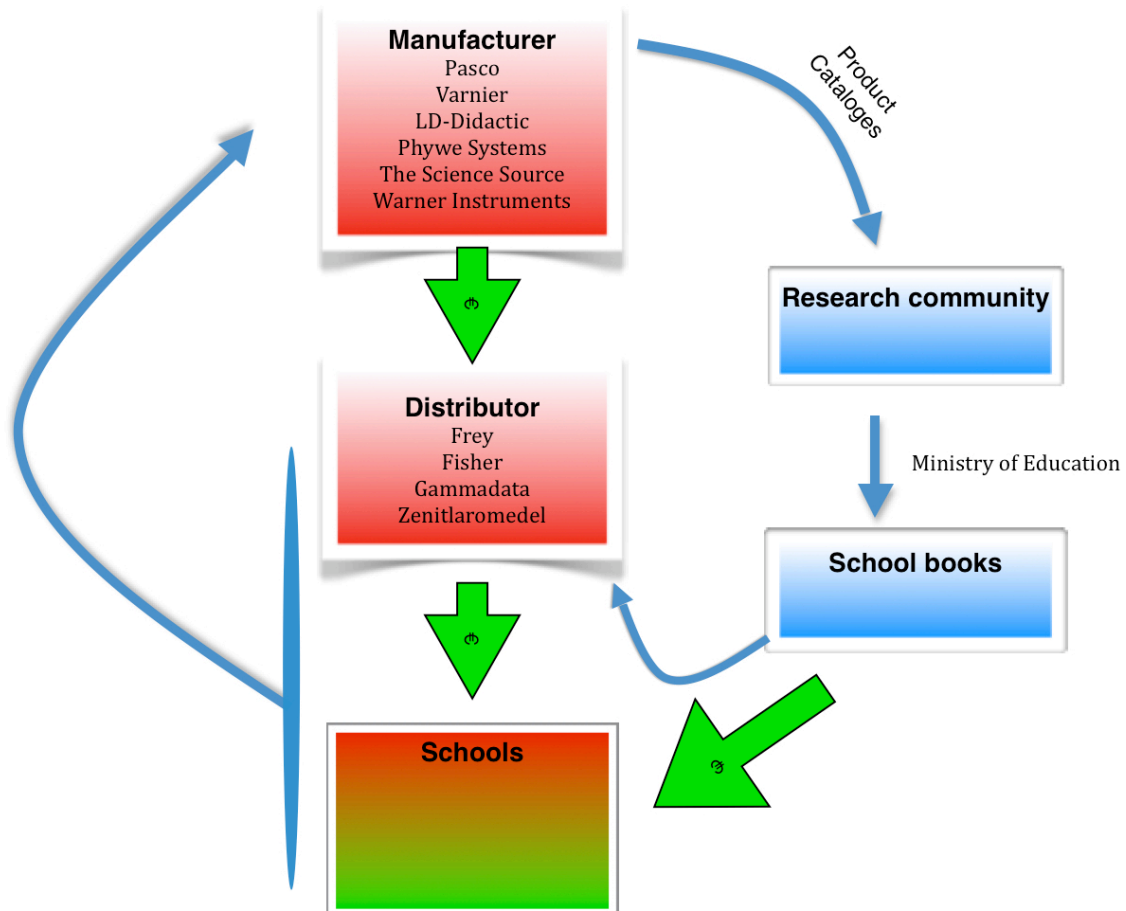 Manufacturer
Pasco
Varnier
LD-Didactic
Phywe Systems
The Science Source
Warner Instruments
Product
Cataloges
€
Research community
Distributor
Frey
Fisher
Gammadata
Zenitlaromedel
Ministry of Education
School books
€
€
Schools